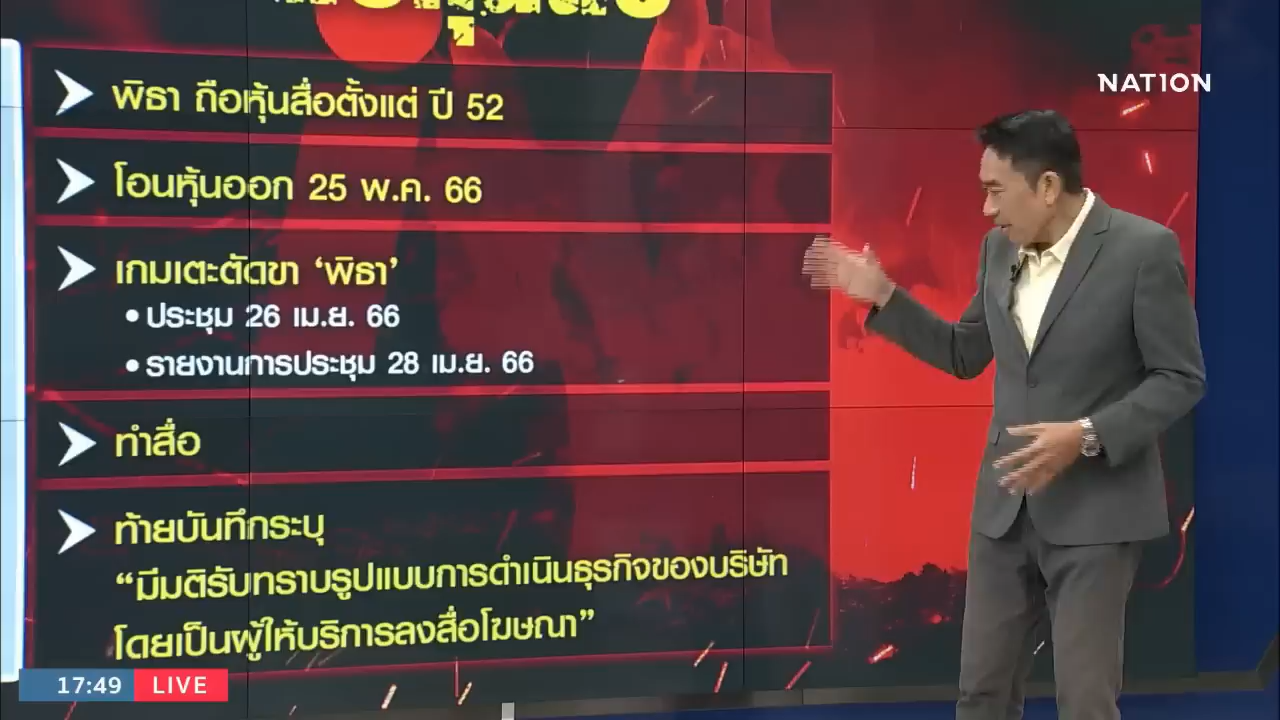 NATION
พิธา ถือหุ้นสื่อตั้งแต่ ปี 52
โอนหุ้นออก 25 พ.ค. 66
เกมเตะตัดขา ‘พิธา’
• ประชุม 26 เม.ย. 66
• รายงานการประชุม 28 เม.ย. 66
ทำสื่อ
ท้ายบันทึกระบุ
“มีมติรับทราบรูปแบบการดำเนินธุรกิจของบริษัท
โดยเป็นผู้ให้บริการลงสื่อโฆษณา”
17:49 LIVE